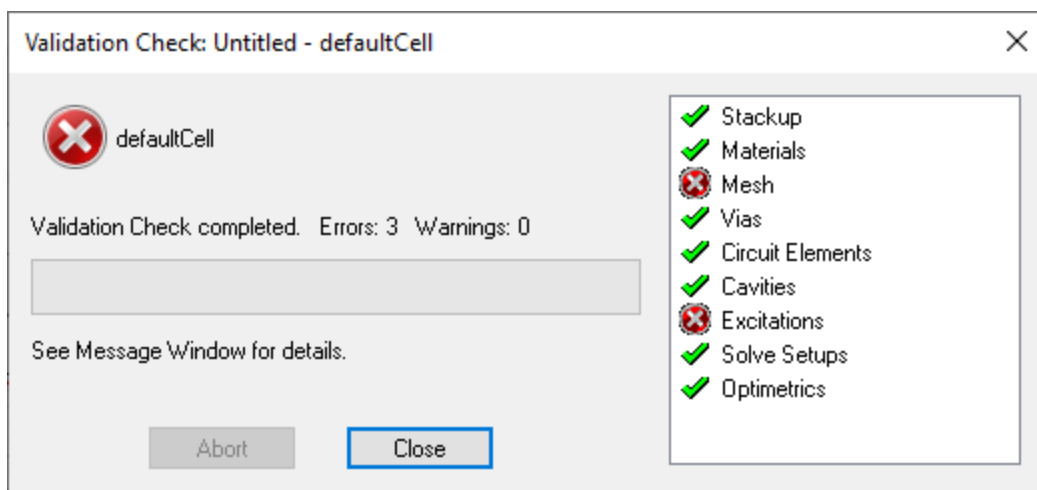 Validation Check: Untitled - defaultCell
defaultCell
Validation Check completed. Errors: 3 Warnings: 0
See Message Window for details.
Abort
Close
Stackup
Materials
Mesh
Vias
Circuit Elements
Cavities
Excitations
Solve Setups
Optimetrics